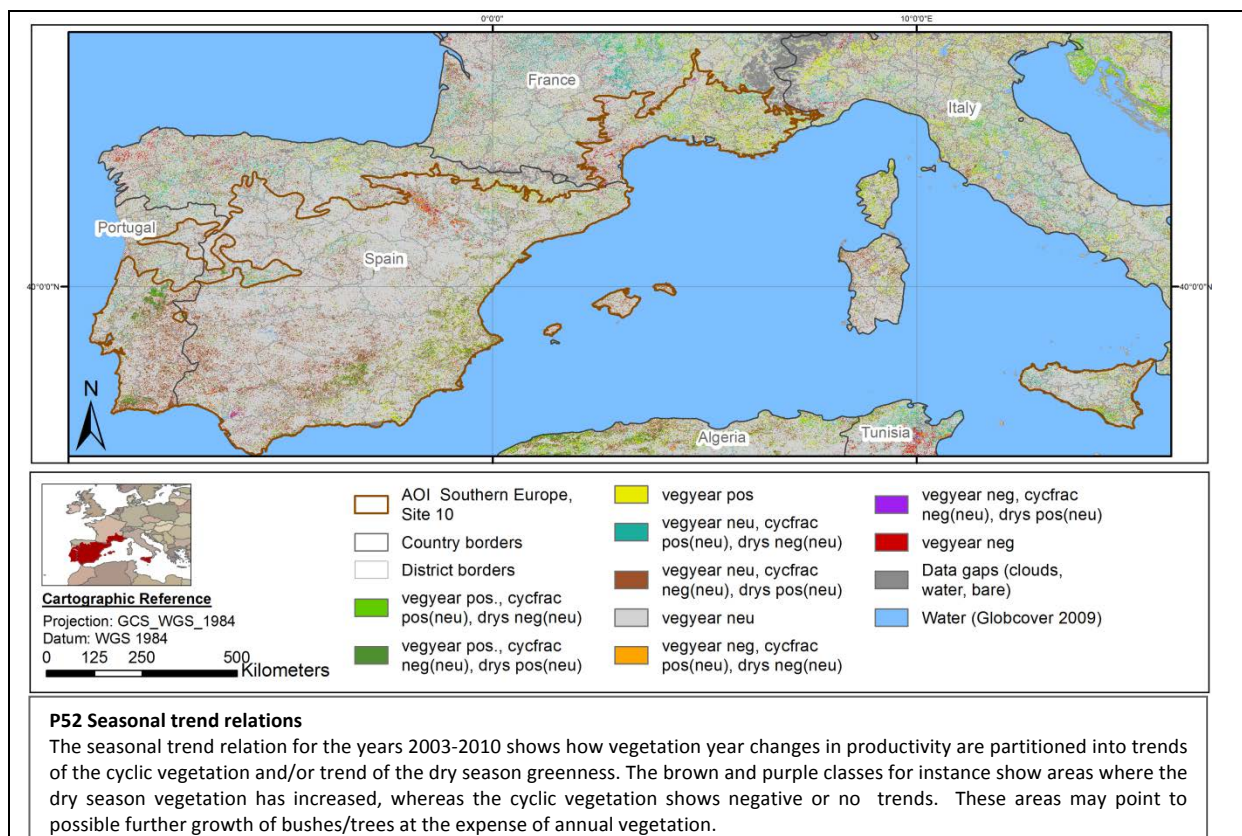 0°0'0"
10°0'0"E
France
Italy
Portugal
Spain
40°0'0"N
40°0'0"N
N
Algeria
Tunisia
AOI Southern Europe,
Site 10
Country borders
District borders
vegyear pos., cycfrac
pos(neu), drys neg(neu)
vegyear pos., cycfrac
neg(neu), drys pos(neu)
vegyear pos
vegyear neu, cycfrac
pos(neu), drys neg(neu)
vegyear neu, cycfrac
neg(neu), drys pos(neu)
vegyear neu
vegyear neg, cycfrac
pos(neu), drys neg(neu)
vegyear neg, cycfrac
neg(neu), drys pos(neu)
vegyear neg
Data gaps (clouds,
water, bare)
Water (Globcover 2009)
Cartographic Reference
Projection: GCS_WGS_1984
Datum: WGS 1984
0 125 250 500
Kilometers
P52 Seasonal trend relations
The seasonal trend relation for the years 2003-2010 shows how vegetation year changes in productivity are partitioned into trends
of the cyclic vegetation and/or trend of the dry season greenness. The brown and purple classes for instance show areas where the
dry season vegetation has increased, whereas the cyclic vegetation shows negative or no trends. These areas may point to
possible further growth of bushes/trees at the expense of annual vegetation.